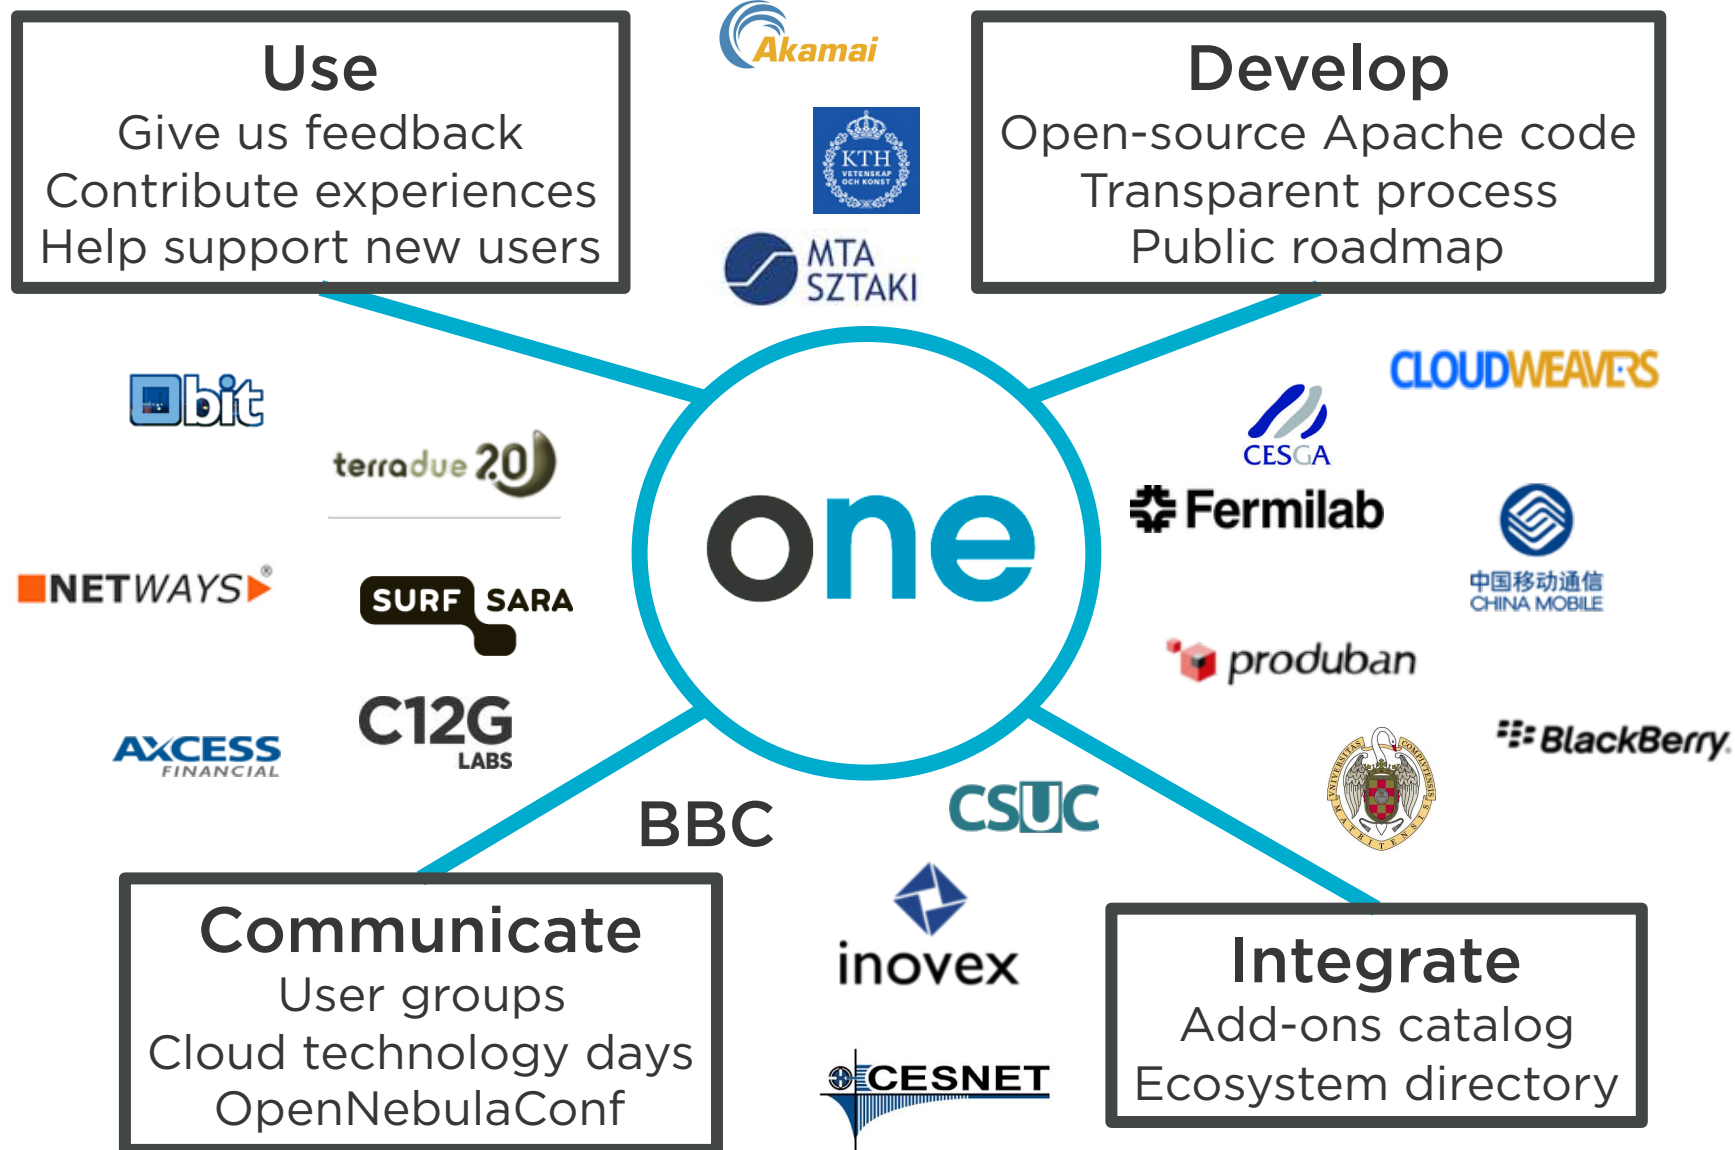 Use
Give us feedback
Contribute experiences
Help support new users
Akamai
KTH
VETENSKAP
OCH KONST
MTA
SZTAKI
Develop
Open-source Apache code
Transparent process
Public roadmap
bit
terradue 2.0
NETWAYS®
SURF SARA
AXCESS
FINANCIAL
C12G
LABS
one
CLOUDWEAVERS
CESGA
Fermilab
中国移动通信
CHINA MOBILE
produban
BlackBerry.
VNIVERSITAS COMPLVTENSIS
MATRITENSIS
BBC
CSUC
inovex
CESNET
Communicate
User groups
Cloud technology days
OpenNebulaConf
Integrate
Add-ons catalog
Ecosystem directory